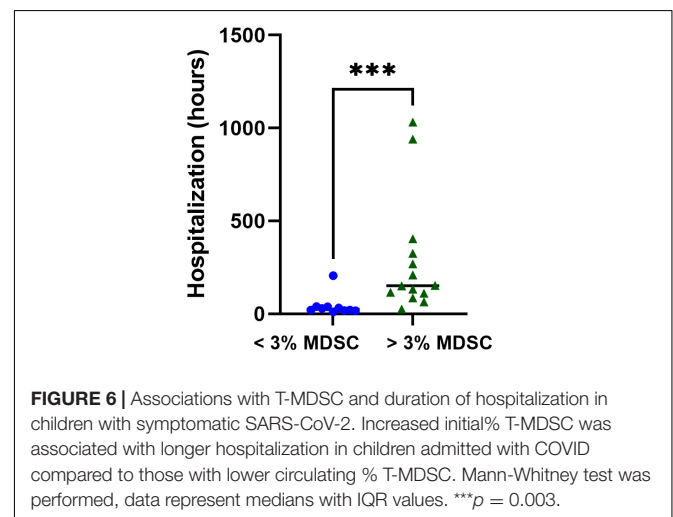 1500
***
1000
500
0
Hospitalization (hours)
< 3% MDSC > 3% MDSC
FIGURE 6 | Associations with T-MDSC and duration of hospitalization in
children with symptomatic SARS-CoV-2. Increased initial% T-MDSC was
associated with longer hospitalization in children admitted with COVID
compared to those with lower circulating % T-MDSC. Mann-Whitney test was
performed, data represent medians with IQR values. ***p = 0.003.